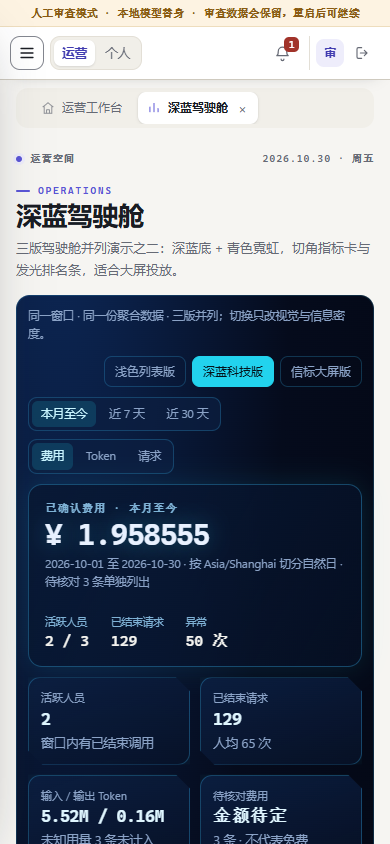 人工审查模式 · 本地模型替身 · 审查数据会保留，重启后可继续
运营 个人 1 审
运营工作台 深蓝驾驶舱 ×
运营空间 2026.10.30 · 周五
OPERATIONS
深蓝驾驶舱
三版驾驶舱并列演示之二：深蓝底 + 青色霓虹，切角指标卡与
发光排名条，适合大屏投放。
同一窗口 · 同一份聚合数据 · 三版并列；切换只改视觉与信息密
度。
浅色列表版 深蓝科技版 信标大屏版
本月至今 近 7 天 近 30 天
费用 Token 请求
已确认费用 · 本月至今
¥ 1.958555
2026-10-01 至 2026-10-30 · 按 Asia/Shanghai 切分自然日 ·
待核对 3 条单独列出
活跃人员 已结束请求 异常
2 / 3 129 50 次
活跃人员 已结束请求
2 129
窗口内有已结束调用 人均 65 次
输入 / 输出 Token 待核对费用
5.52M / 0.16M 金额待定
未知用量 3 条未计入 3 条 · 不代表免费